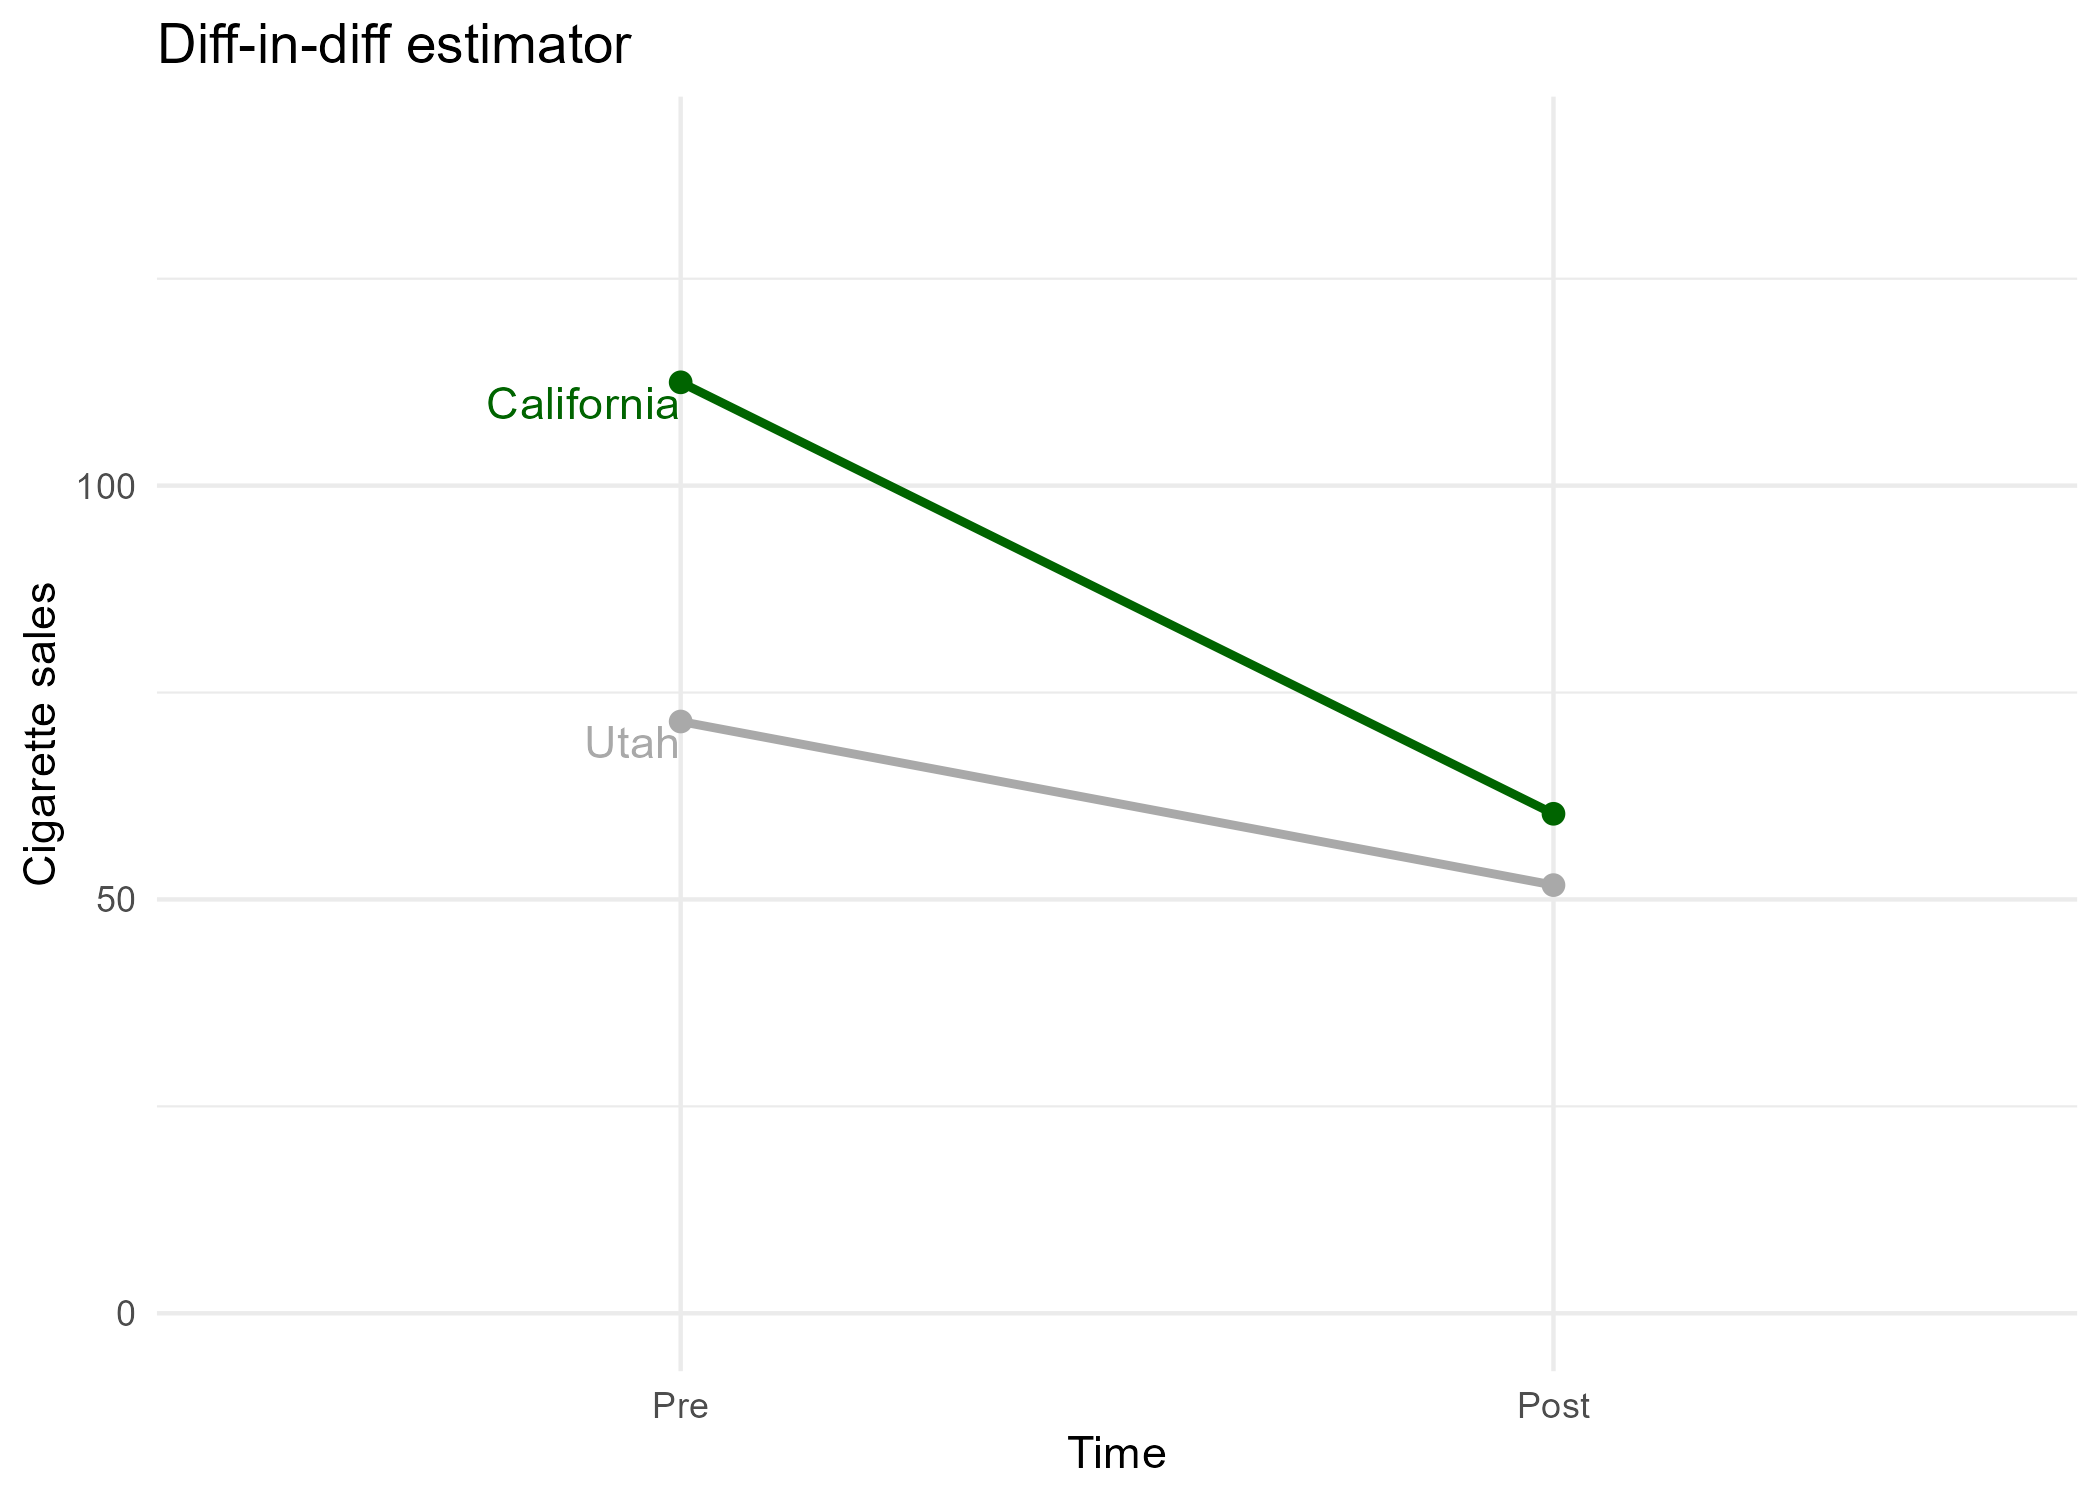 Diff-in-diff estimator
California
100
Cigarette sales
Utah
50
0
Pre
Post
Time